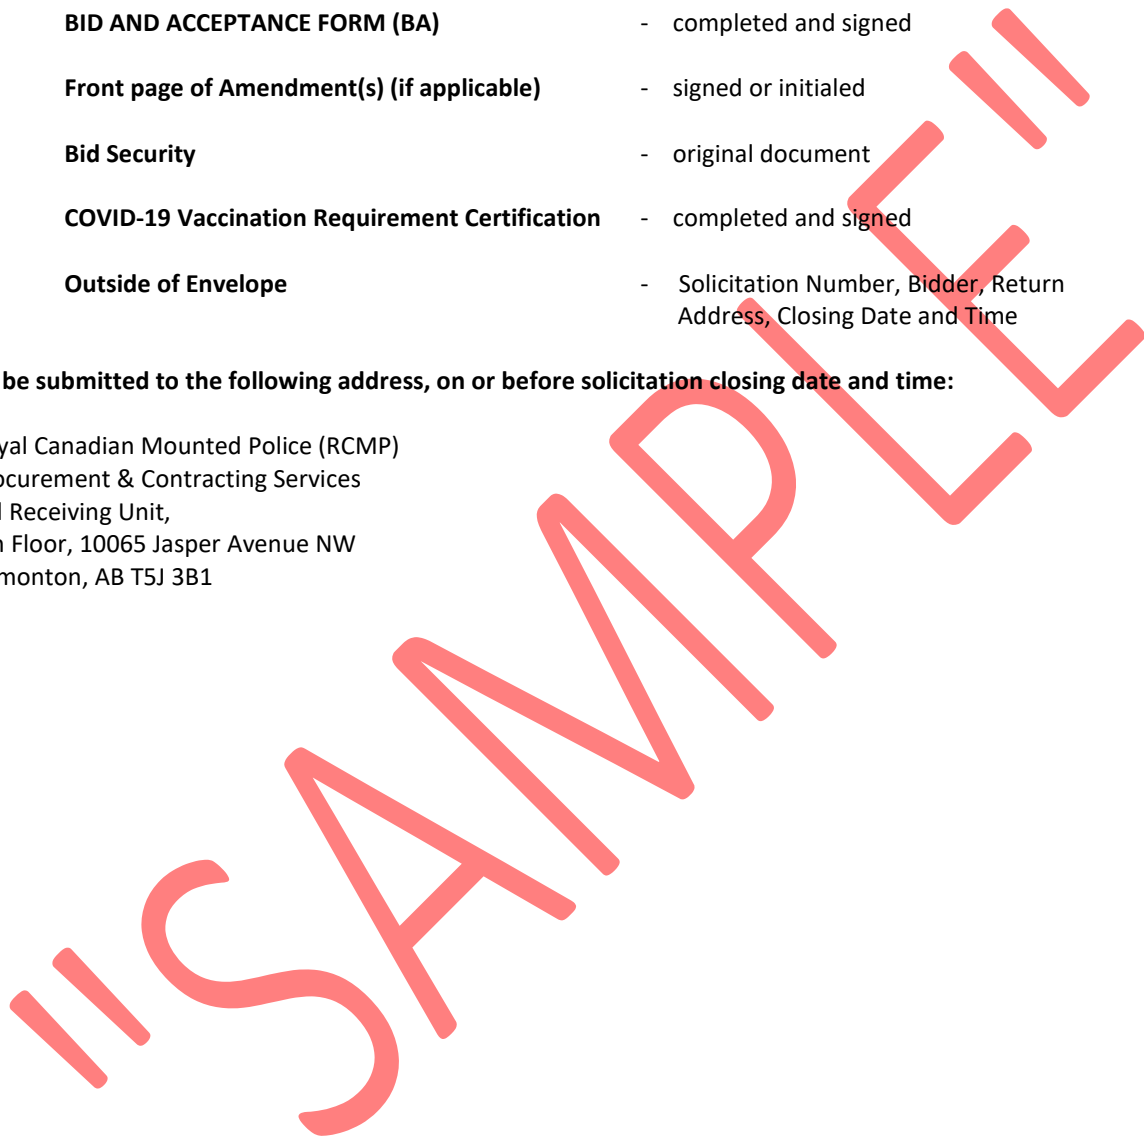 BID AND ACCEPTANCE FORM (BA) - completed and signed
Front page of Amendment(s) (if applicable) - signed or initialed
Bid Security - original document
COVID-19 Vaccination Requirement Certification - completed and signed
Outside of Envelope - Solicitation Number, Bidder, Return
Address, Closing Date and Time
be submitted to the following address, on or before solicitation closing date and time:
yal Canadian Mounted Police (RCMP)
ocurement & Contracting Services
Receiving Unit,
Floor, 10065 Jasper Avenue NW
monton, AB T5J 3B1
"SAMPLE"